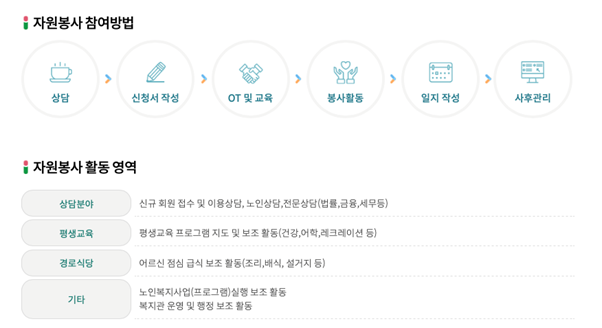 자원봉사 참여방법
상담
신청서 작성
OT 및 교육
봉사활동
일지 작성
사후관리
자원봉사 활동 영역
상담분야
신규 회원 접수 및 이용상담, 노인상담,전문상담(법률,금융,세무등)
평생교육
평생교육 프로그램 지도 및 보조 활동(건강,어학,레크레이션 등)
경로식당
어르신 점심 급식 보조 활동(조리,배식, 설거지 등)
기타
노인복지사업(프로그램)실행 보조 활동
복지관 운영 및 행정 보조 활동